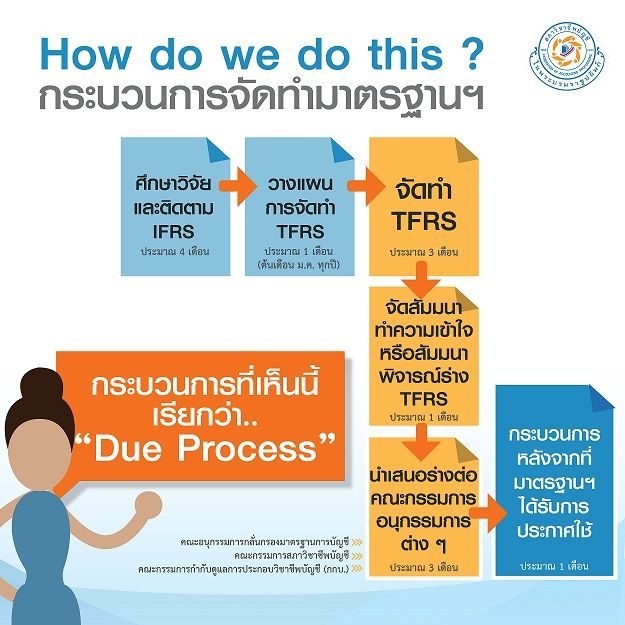 How do we do this ?
กระบวนการจัดทำมาตรฐานฯ
ศึกษาวิจัย
และติดตาม
IFRS
ประมาณ 4 เดือน
วางแผน
การจัดทำ
TFRS
ประมาณ 1 เดือน
(ต้นเดือน ม.ค. ทุกปี)
จัดทำ
TFRS
ประมาณ 3 เดือน
จัดสัมมนา
ทำความเข้าใจ
หรือสัมมนา
พิจารณ์ร่าง
TFRS
ประมาณ 1 เดือน
กระบวนการที่เห็นนี้
เรียกว่า..
“Due Process”
นำเสนอร่างต่อ
คณะกรรมการ
อนุกรรมการ
ต่าง ๆ
ประมาณ 3 เดือน
คณะอนุกรรมการกลั่นกรองมาตรฐานการบัญชี
คณะกรรมการสภาวิชาชีพบัญชี
คณะกรรมการกำกับดูแลการประกอบวิชาชีพบัญชี (กกบ.)
กระบวนการ
หลังจากที่
มาตรฐานฯ
ได้รับการ
ประกาศใช้
ประมาณ 1 เดือน